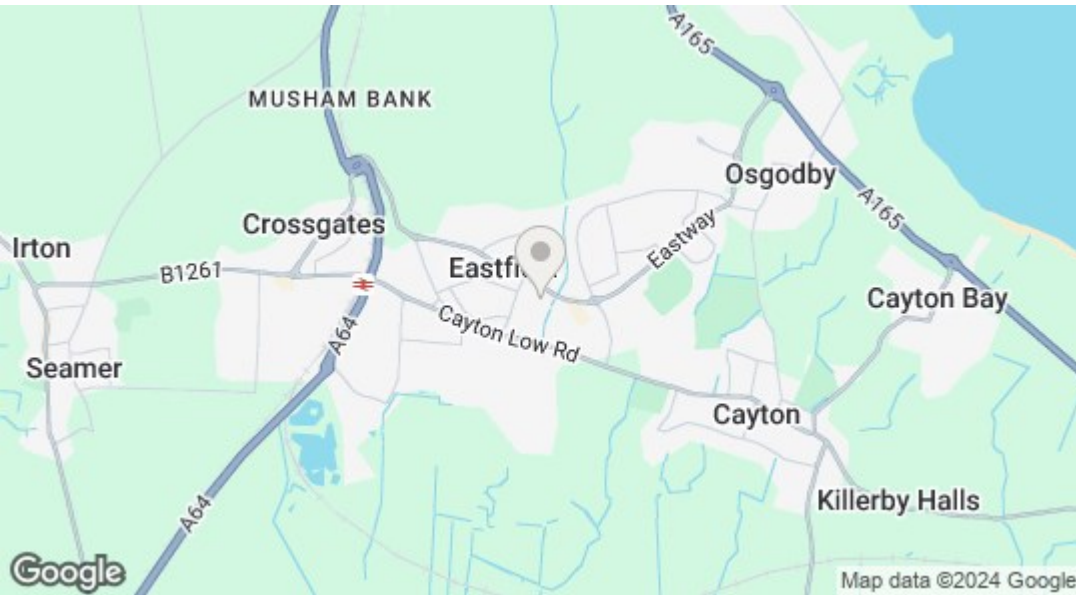 A165
MUSHAM BANK
Osgodby
A165
Crossgates
Irton
Eastway
B1261
Cayton Bay
A64
Cayton Low Rd
Seamer
Cayton
Killerby Halls
A64
Google
Map data ©2024 Google